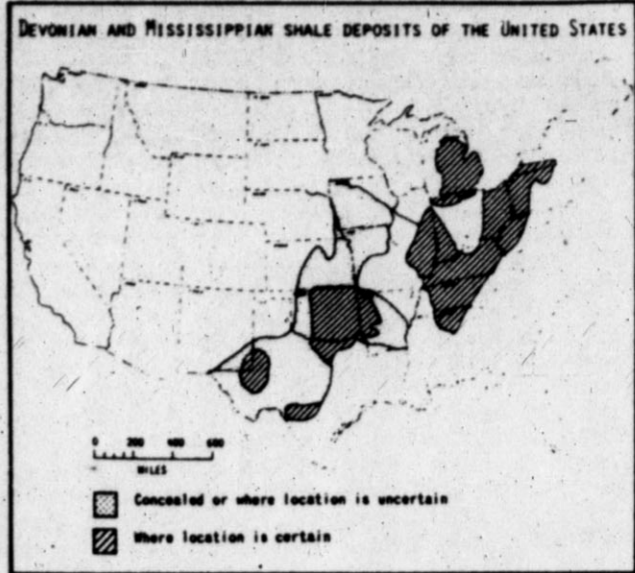 DEVONIAN AND MISSISSIPPIAN SHALE DEPOSITS OF THE UNITED STATES
0 200 400 600
MILES
Concealed or where location is uncertain
Where location is certain